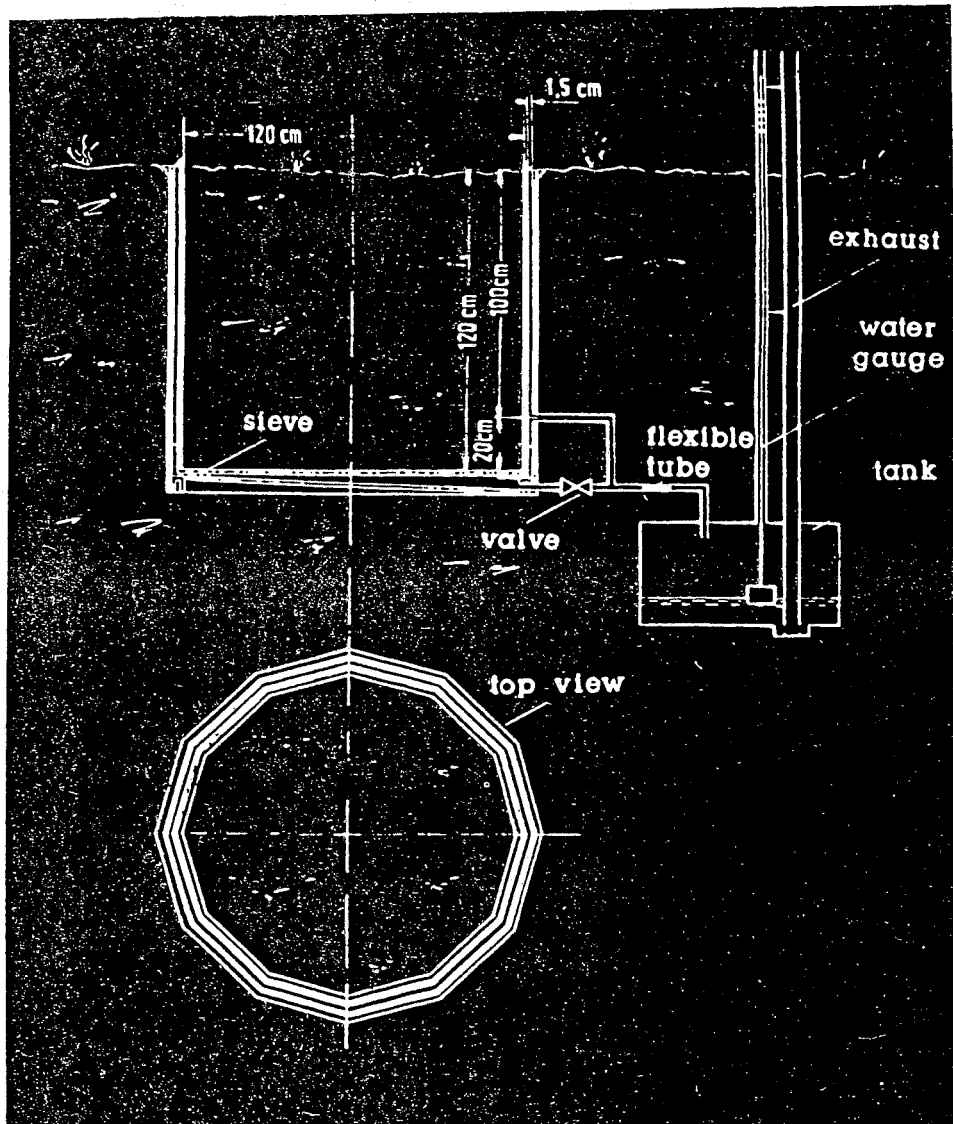 1,5 cm
120 cm
exhaust
120 cm
100cm
water
gauge
sieve
20cm
flexible
tube
tank
valve
top view